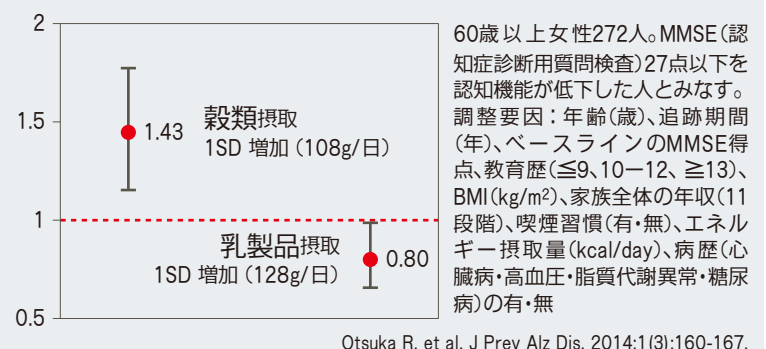 2
1.5
1
0.5
1.43
穀類摂取
1SD 増加（108g/日）
乳製品摂取
1SD 増加（128g/日）
0.80
60歳以上女性272人。MMSE（認
知症診断用質問検査）27点以下を
認知機能が低下した人とみなす。
調整要因：年齢（歳）、追跡期間
（年）、ベースラインのMMSE得
点、教育歴（≦9、10ー12、≧13）、
BMI（kg/m²）、家族全体の年収（11
段階）、喫煙習慣（有・無）、エネル
ギー摂取量（kcal/day）、病歴（心
臓病・高血圧・脂質代謝異常・糖尿
病）の有・無
Otsuka R, et al. J Prev Alz Dis. 2014:1(3):160-167.